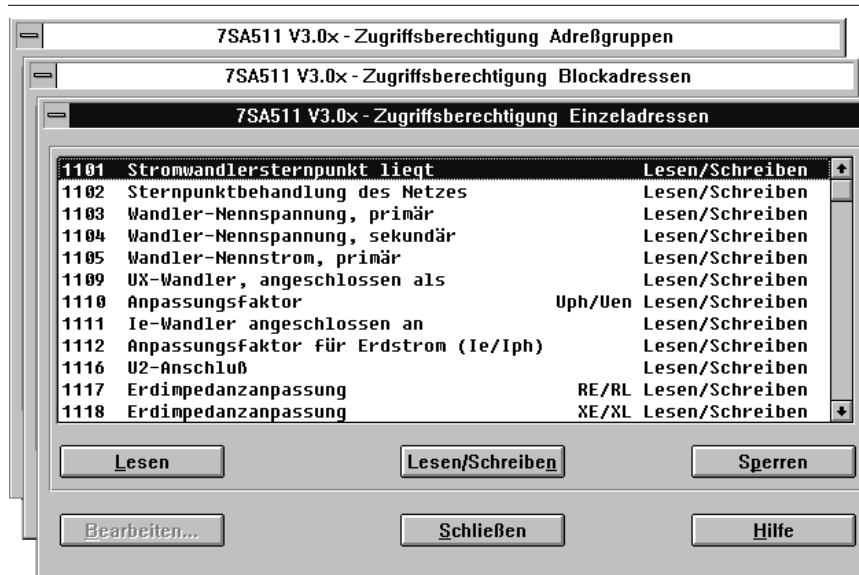 7SA511 V3.0x - Zugriffsberechtigung Adreßgruppen
7SA511 V3.0x - Zugriffsberechtigung Blockadressen
7SA511 V3.0x - Zugriffsberechtigung Einzeladressen
1101 Stromwandlersternpunkt liegt Lesen/Schreiben
1102 Sternpunktbehandlung des Netzes Lesen/Schreiben
1103 Wandler-Nennspannung, primär Lesen/Schreiben
1104 Wandler-Nennspannung, sekundär Lesen/Schreiben
1105 Wandler-Nennstrom, primär Lesen/Schreiben
1109 UX-Wandler, angeschlossen als Lesen/Schreiben
1110 Anpassungsfaktor Uph/Uen Lesen/Schreiben
1111 Ie-Wandler angeschlossen an Lesen/Schreiben
1112 Anpassungsfaktor für Erdstrom (Ie/Iph) Lesen/Schreiben
1116 U2-Anschluß Lesen/Schreiben
1117 Erdimpedanzanpassung RE/RL Lesen/Schreiben
1118 Erdimpedanzanpassung XE/XL Lesen/Schreiben
Lesen Lesen/Schreiben Sperren
Bearbeiten... Schließen Hilfe